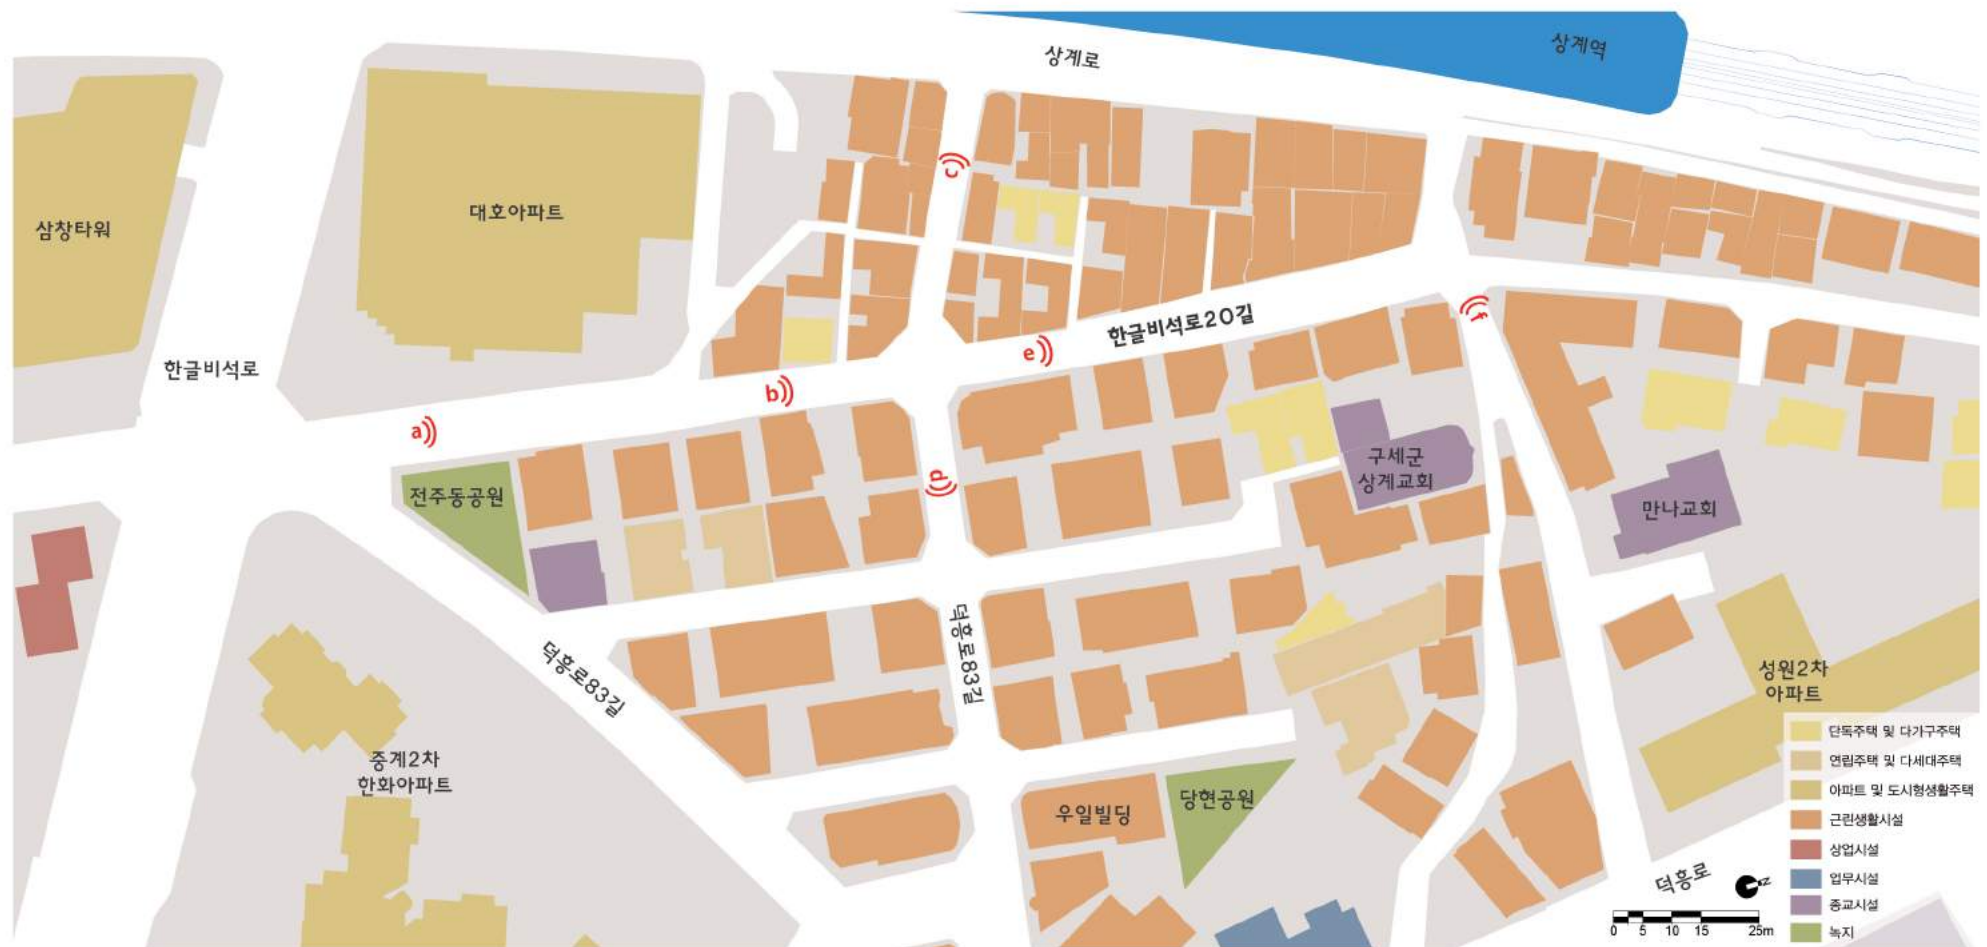 상계로
상계역
c
삼창타워
대호아파트
한글비석로
한글비석로20길
a
b
e
f
d
전주동공원
구세군
상계교회
만나교회
덕릉로83길
덕릉로83길
중계2차
한화아파트
성원2차
아파트
우일빌딩
당현공원
덕릉로
N
0 5 10 15 25m
단독주택 및 다가구주택
연립주택 및 다세대주택
아파트 및 도시형생활주택
근린생활시설
상업시설
업무시설
종교시설
녹지